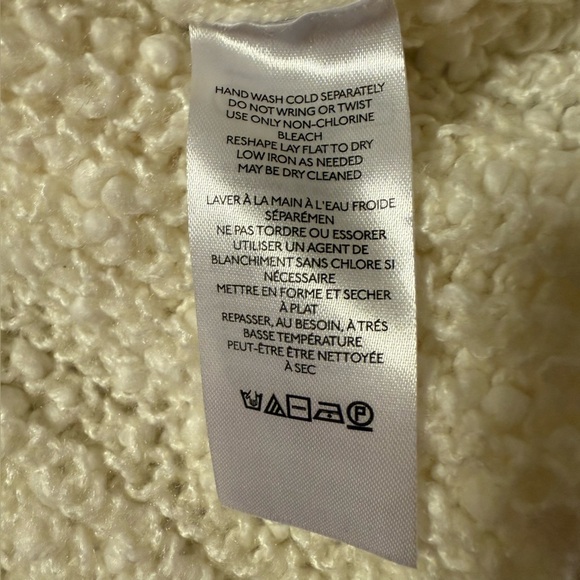 HAND WASH COLD SEPARATELY
DO NOT WRING OR TWIST
USE ONLY NON-CHLORINE
BLEACH
RESHAPE LAY FLAT TO DRY
LOW IRON AS NEEDED
MAY BE DRY CLEANED
LAVER À LA MAIN À L'EAU FROIDE
SÉPARÉMEN
NE PAS TORDRE OU ESSORER
UTILISER UN AGENT DE
BLANCHIMENT SANS CHLORE SI
NÉCESSAIRE
METTRE EN FORME ET SECHER
À PLAT
REPASSER, AU BESOIN, À TRÉS
BASSE TEMPÉRATURE
PEUT-ÊTRE ÊTRE NETTOYÉE
À SEC
P